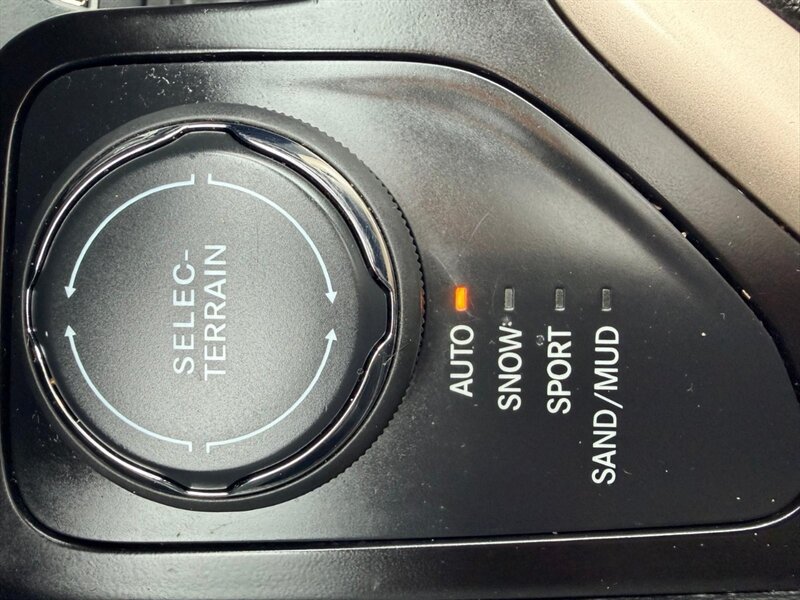 SELEC-
TERRAIN
AUTO
SNOW
SPORT
SAND/MUD